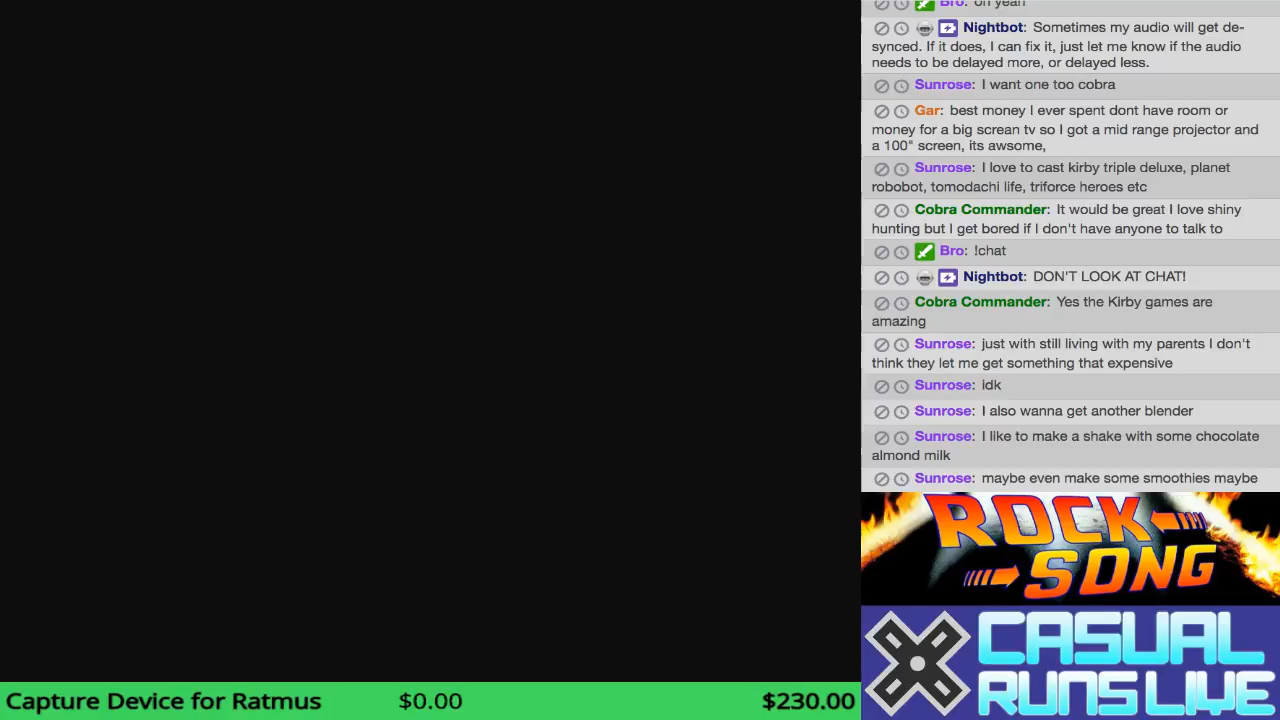 Bro: oh yeah
Nightbot: Sometimes my audio will get de-
synced. If it does, I can fix it, just let me know if the audio
needs to be delayed more, or delayed less.
Sunrose: I want one too cobra
Gar: best money I ever spent dont have room or
money for a big screan tv so I got a mid range projector and
a 100" screen, its awsome,
Sunrose: I love to cast kirby triple deluxe, planet
robobot, tomodachi life, triforce heroes etc
Cobra Commander: It would be great I love shiny
hunting but I get bored if I don't have anyone to talk to
Bro: !chat
Nightbot: DON'T LOOK AT CHAT!
Cobra Commander: Yes the Kirby games are
amazing
Sunrose: just with still living with my parents I don't
think they let me get something that expensive
Sunrose: idk
Sunrose: I also wanna get another blender
Sunrose: I like to make a shake with some chocolate
almond milk
Sunrose: maybe even make some smoothies maybe
ROCK
SONG
CASUAL
RUNS LIVE
Capture Device for Ratmus $0.00 $230.00